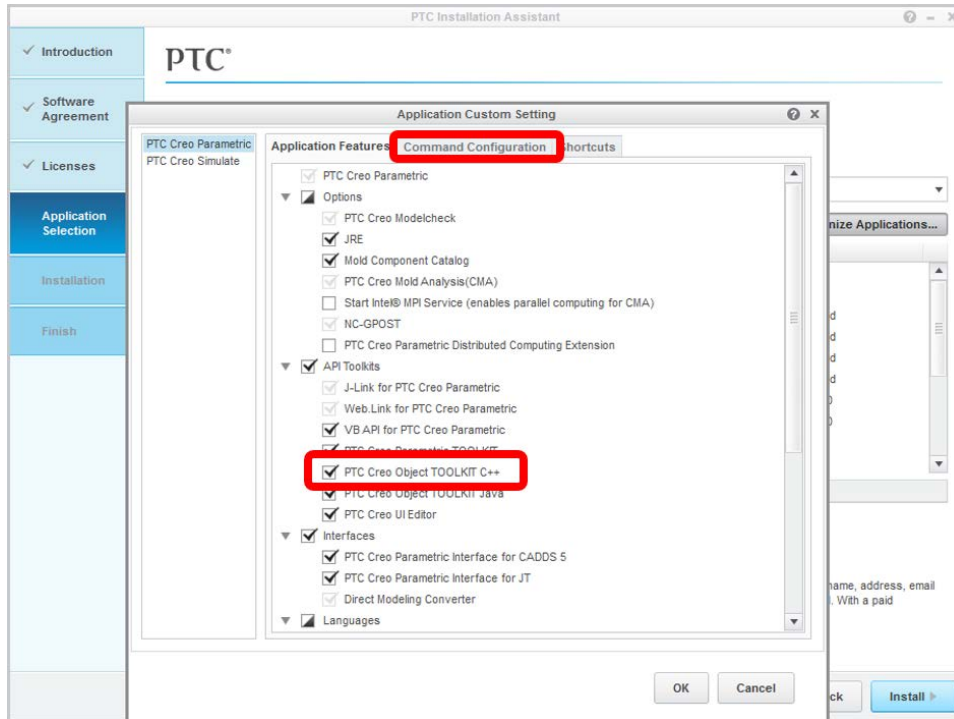 PTC Installation Assistant
Introduction
PTC®
Software
Agreement
Licenses
Application
Selection
Installation
Finish
Application Custom Setting
PTC Creo Parametric
PTC Creo Simulate
Application Features
Command Configuration
Shortcuts
PTC Creo Parametric
Options
PTC Creo Modelcheck
JRE
Mold Component Catalog
PTC Creo Mold Analysis(CMA)
Start Intel® MPI Service (enables parallel computing for CMA)
NC-GPOST
PTC Creo Parametric Distributed Computing Extension
API Toolkits
J-Link for PTC Creo Parametric
Web.Link for PTC Creo Parametric
VB API for PTC Creo Parametric
PTC Creo Parametric TOOLKIT
PTC Creo Object TOOLKIT C++
PTC Creo Object TOOLKIT Java
PTC Creo UI Editor
Interfaces
PTC Creo Parametric Interface for CADDS 5
PTC Creo Parametric Interface for JT
Direct Modeling Converter
Languages
OK
Cancel
nize Applications...
d
d
d
d
name, address, email
. With a paid
ck
Install